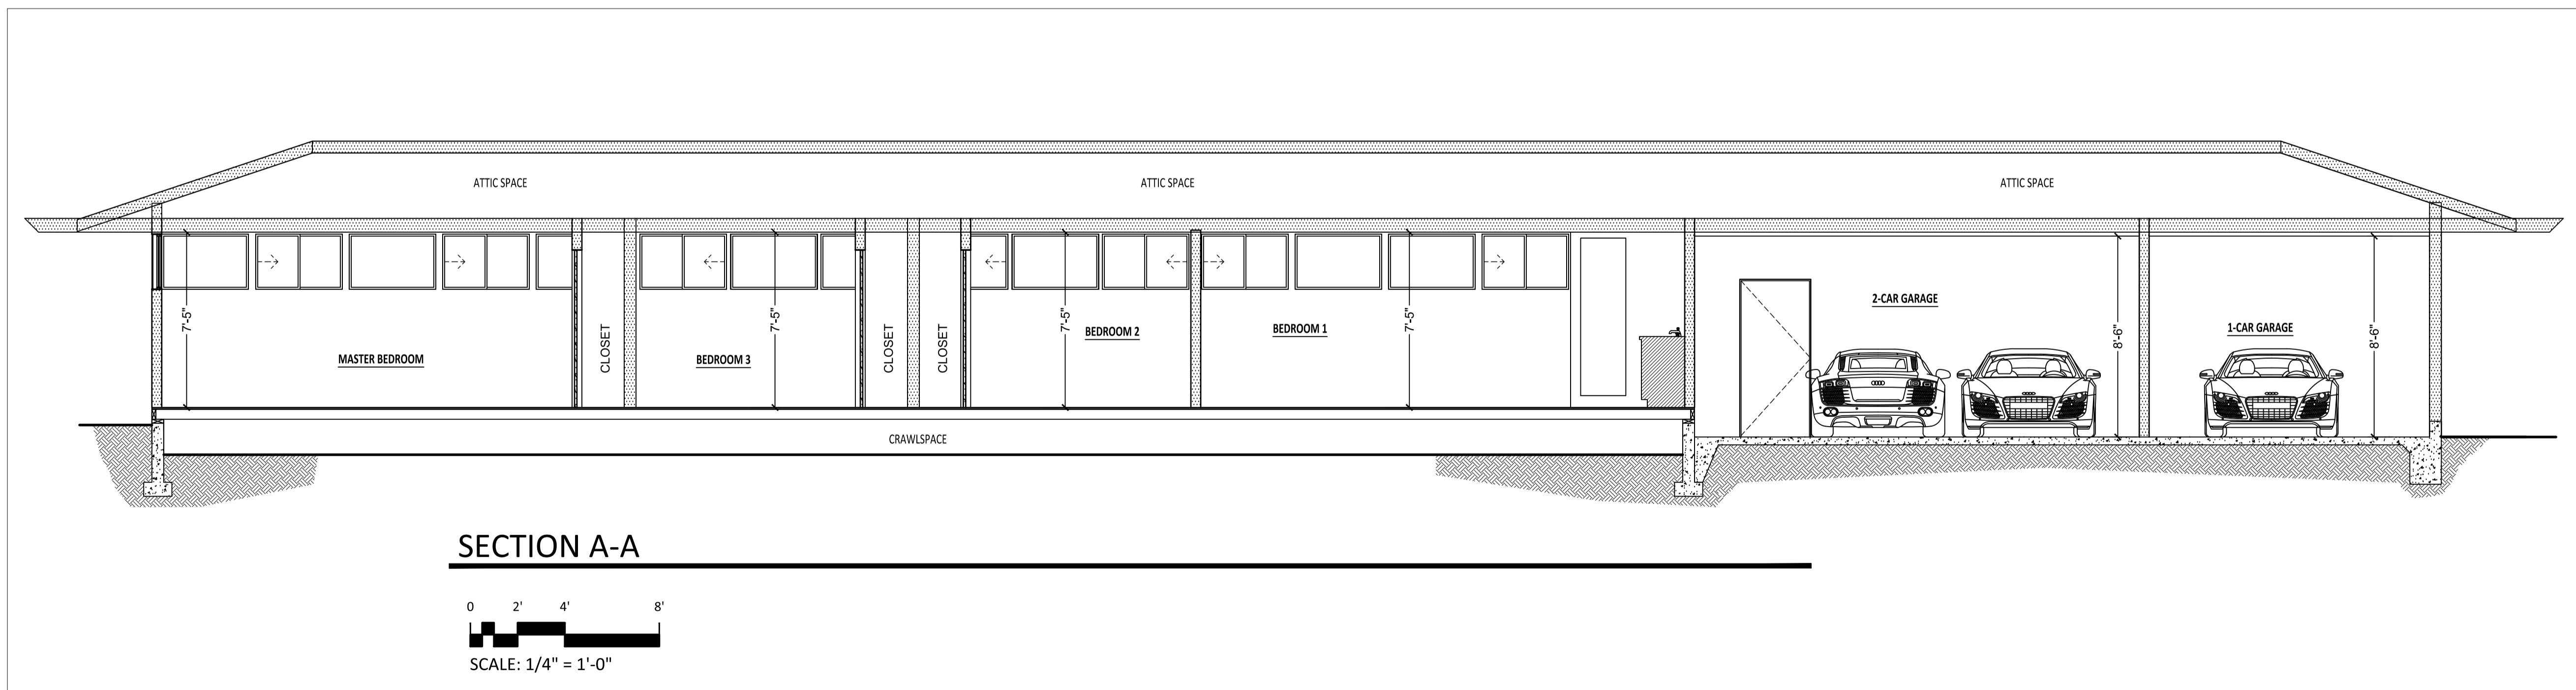 ATTIC SPACE
ATTIC SPACE
ATTIC SPACE
7'-5"
MASTER BEDROOM
CLOSET
BEDROOM 3
7'-5"
CLOSET
CLOSET
7'-5"
BEDROOM 2
BEDROOM 1
7'-5"
2-CAR GARAGE
8'-6"
1-CAR GARAGE
8'-6"
CRAWLSPACE
SECTION A-A
0 2' 4' 8'
SCALE: 1/4" = 1'-0"